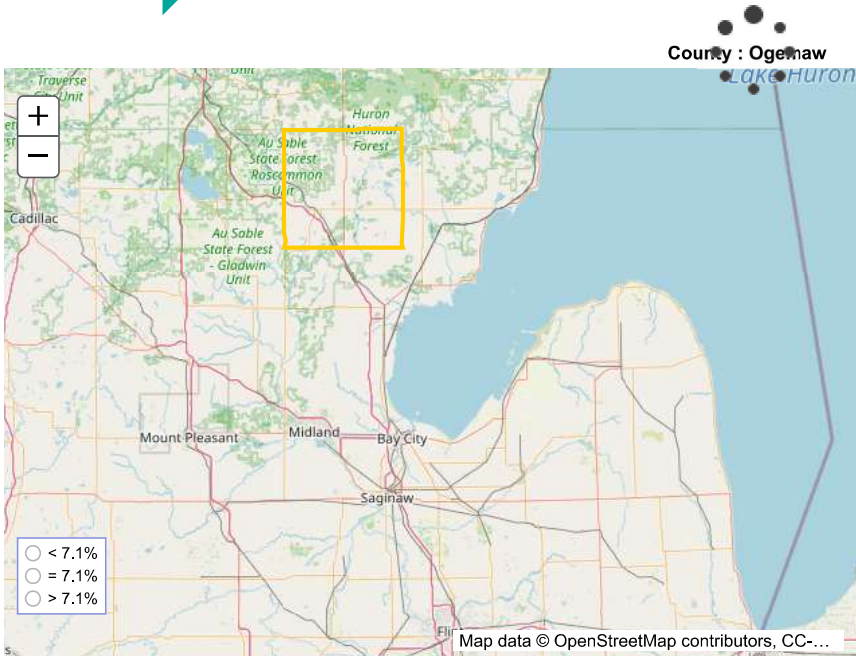 County : Ogemaw
Lake Huron
Unit
- Traverse
City Unit
+
Huron
National
Forest
Au Sable
State Forest
- Roscommon
Unit
−
Cadillac
Au Sable
State Forest
- Gladwin
Unit
Mount Pleasant
Midland
Bay City
Saginaw
< 7.1%
= 7.1%
> 7.1%
Map data © OpenStreetMap contributors, CC-...